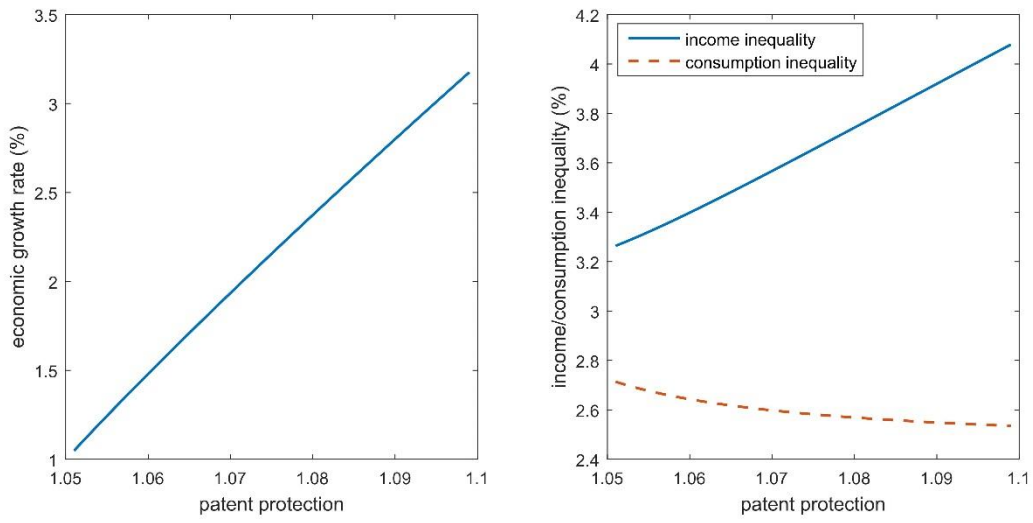 3.5
3
2.5
2
1.5
1
economic growth rate (%)
1.05 1.06 1.07 1.08 1.09 1.1
patent protection
4.2
4
3.8
3.6
3.4
3.2
3
2.8
2.6
2.4
income/consumption inequality (%)
income inequality
consumption inequality
1.05 1.06 1.07 1.08 1.09 1.1
patent protection